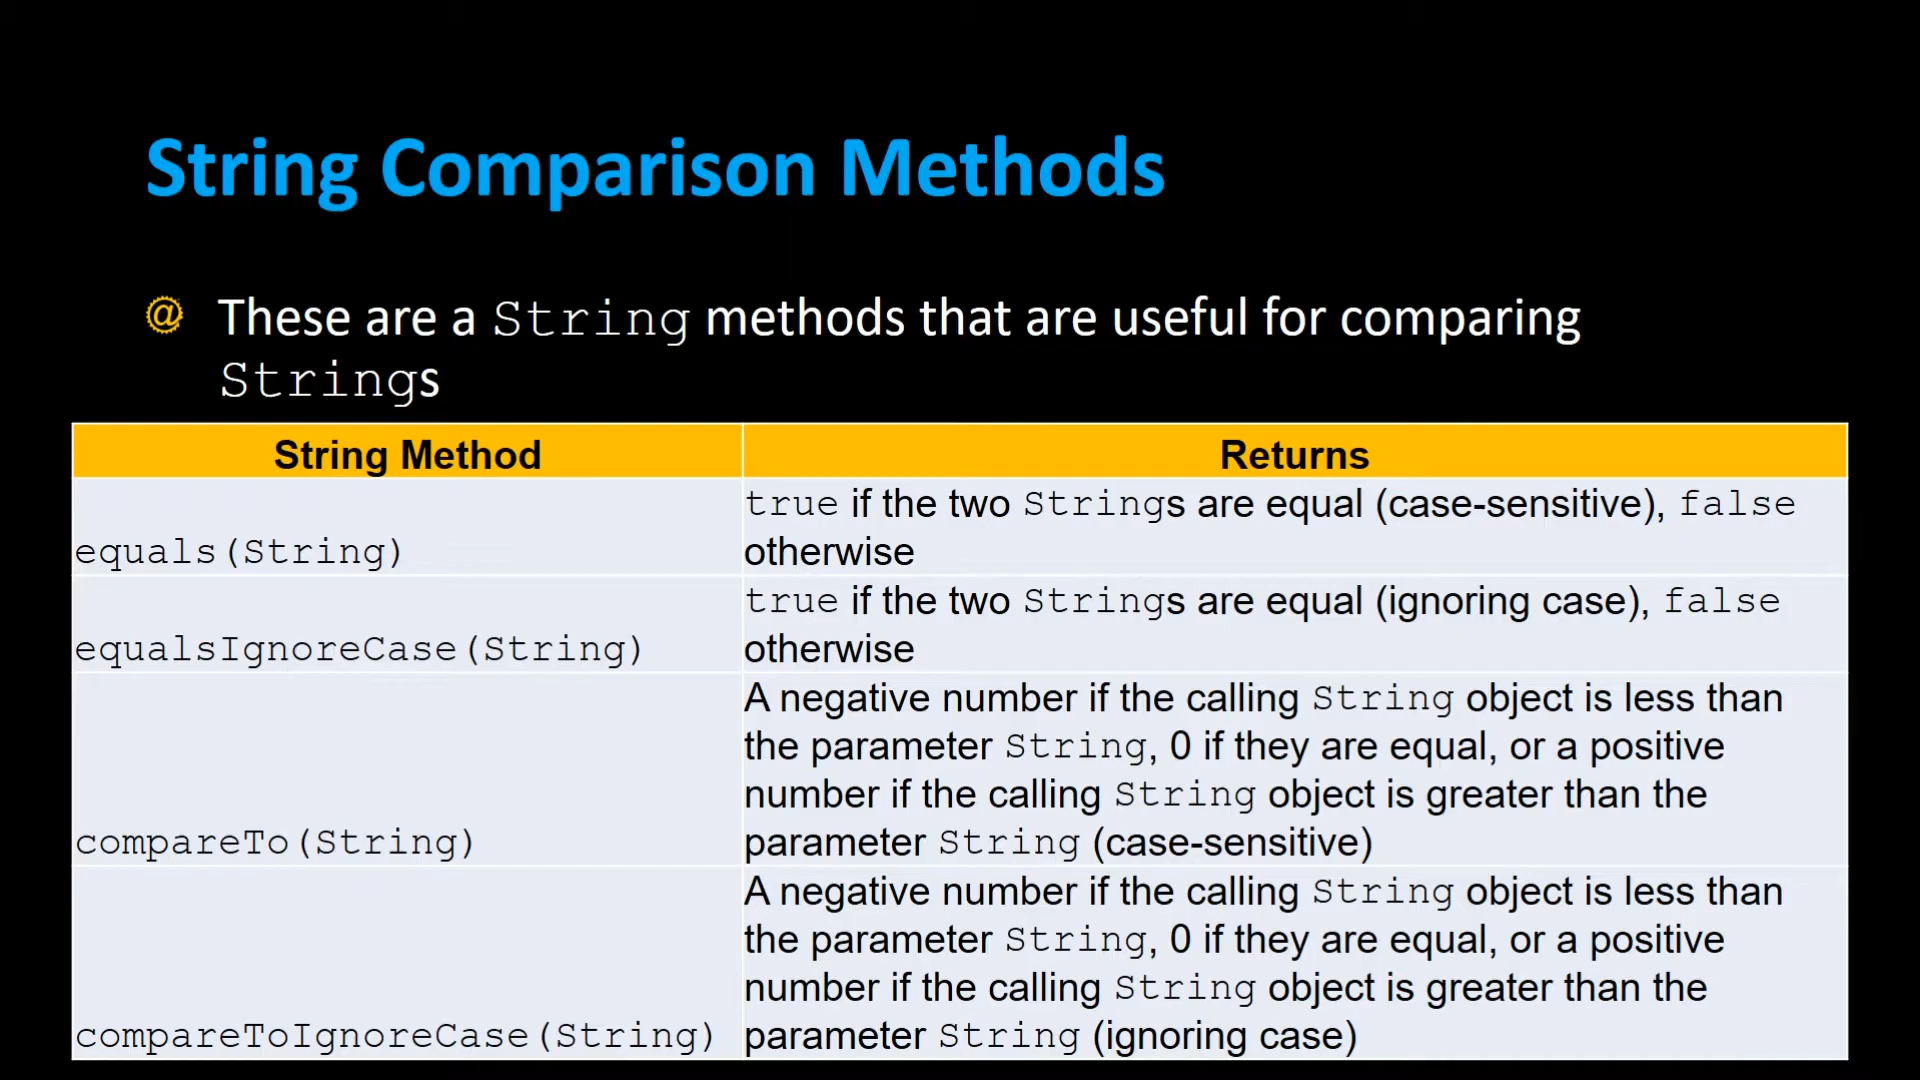 String Comparison Methods
@ These are a String methods that are useful for comparing
Strings
String Method Returns
true if the two Strings are equal (case-sensitive), false
equals(String) otherwise
true if the two Strings are equal (ignoring case), false
equalsIgnoreCase(String) otherwise
A negative number if the calling String object is less than
the parameter String, 0 if they are equal, or a positive
number if the calling String object is greater than the
compareTo(String) parameter String (case-sensitive)
A negative number if the calling String object is less than
the parameter String, 0 if they are equal, or a positive
number if the calling String object is greater than the
compareToIgnoreCase(String) parameter String (ignoring case)